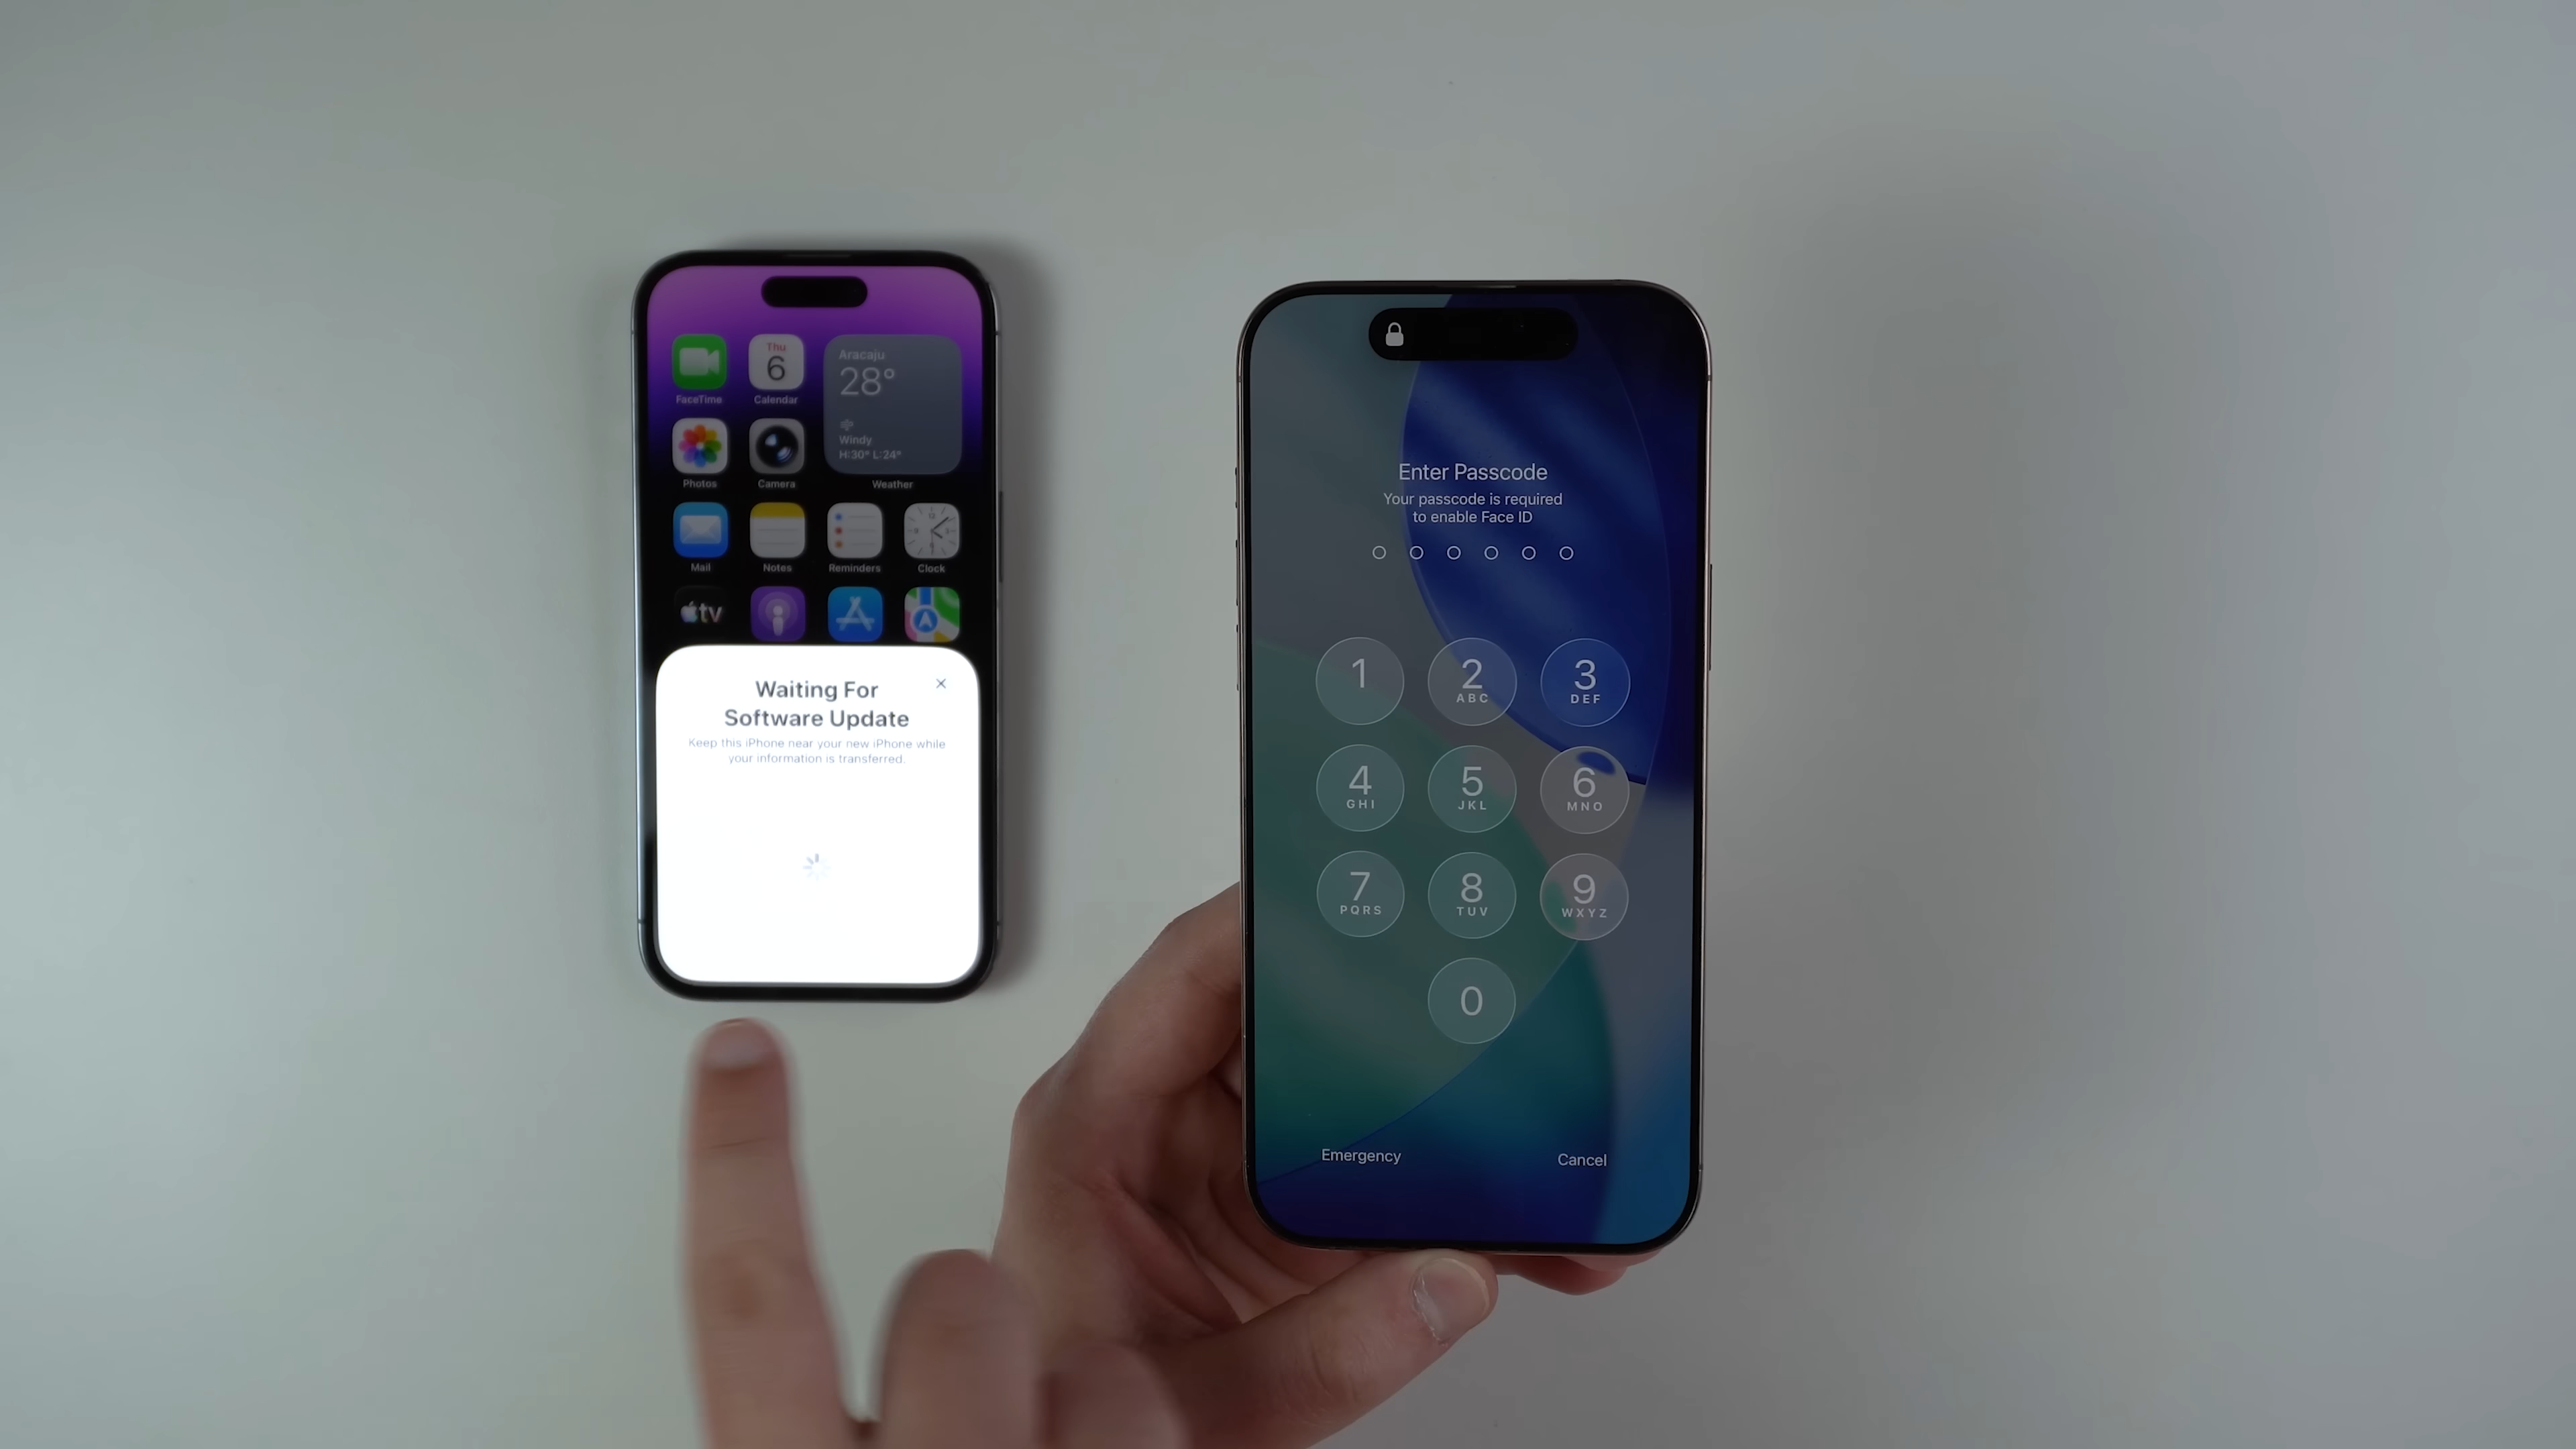 Thu
6
FaceTime
Calendar
Aracaju
28°
Windy
H:30° L:24°
Weather
Photos
Camera
Mail
Notes
Reminders
Clock
tv
Waiting For
Software Update
Keep this iPhone near your new iPhone while
your information is transferred.
Enter Passcode
Your passcode is required
to enable Face ID
1
2
ABC
3
DEF
4
GHI
5
JKL
6
MNO
7
PQRS
8
TUV
9
WXYZ
0
Emergency
Cancel